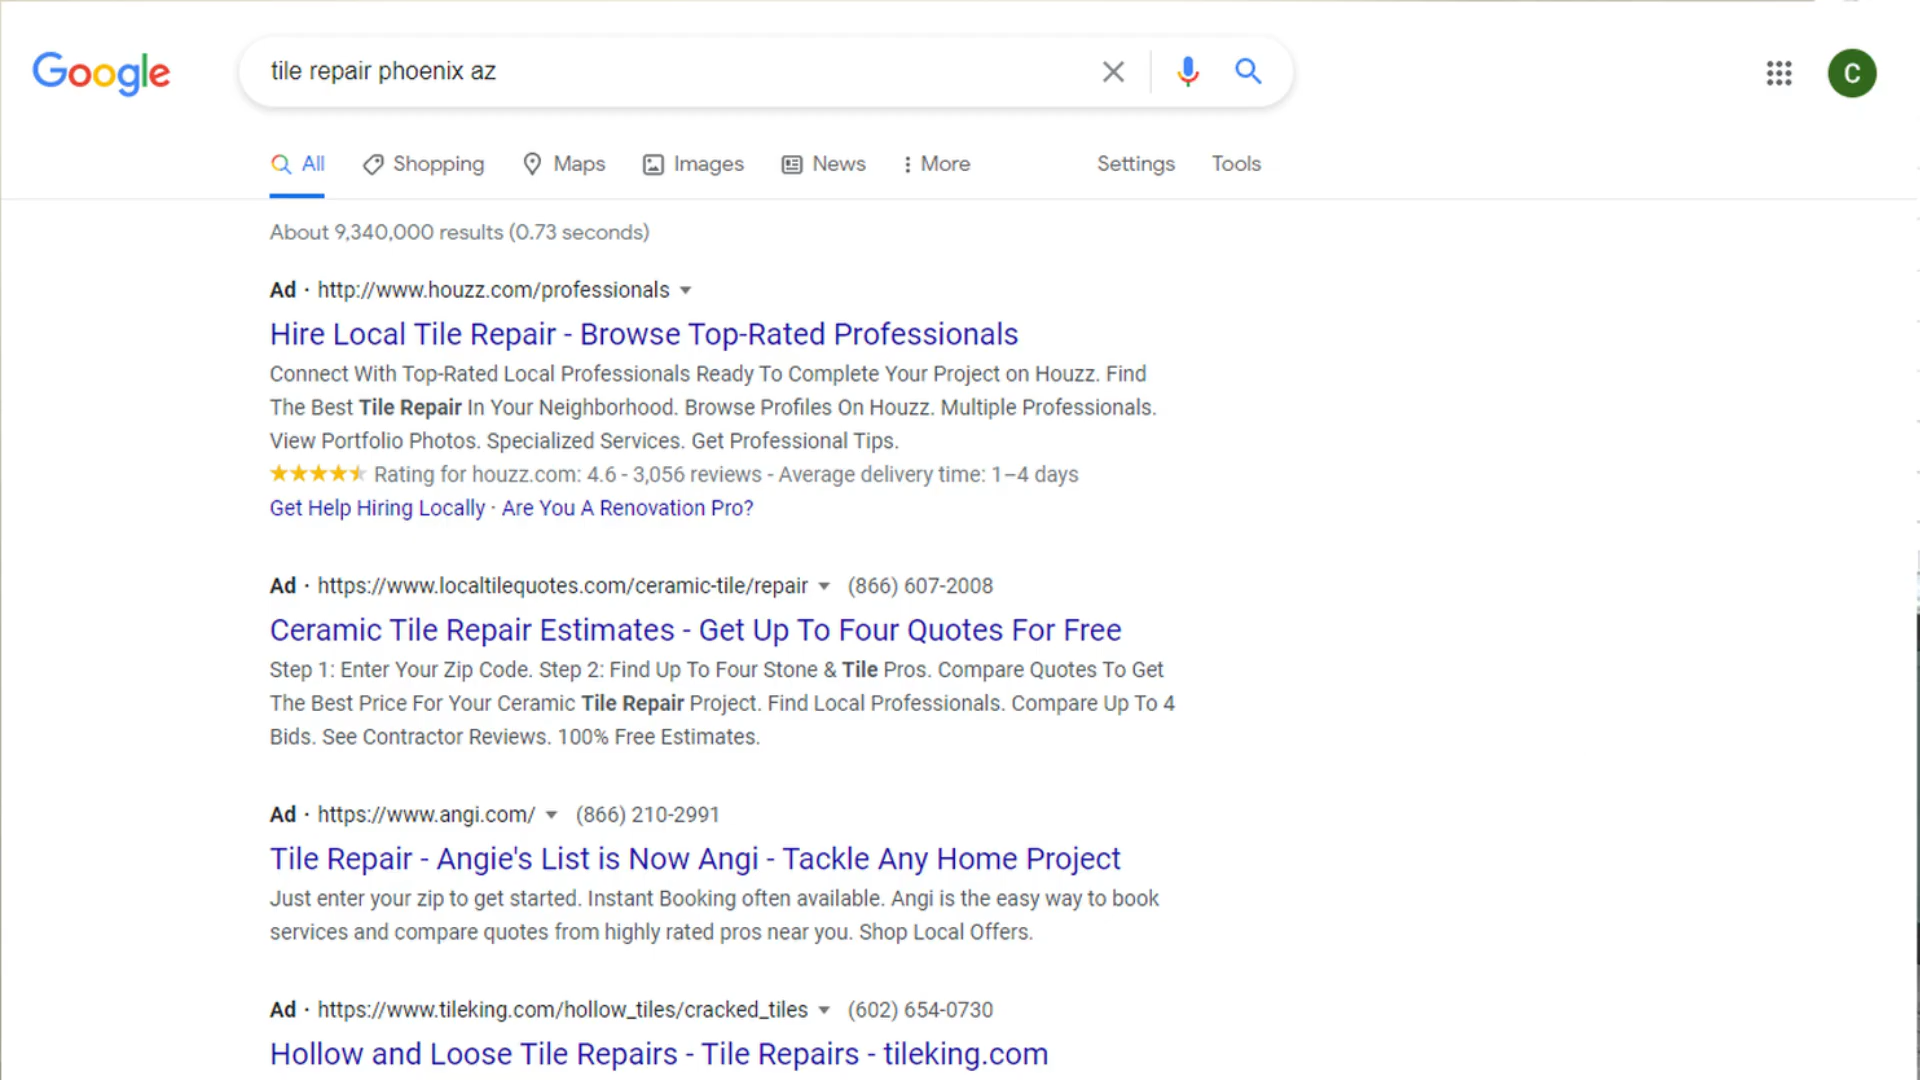 Google
tile repair phoenix az
C
All Shopping Maps Images News More Settings Tools
About 9,340,000 results (0.73 seconds)
Ad · http://www.houzz.com/professionals
Hire Local Tile Repair - Browse Top-Rated Professionals
Connect With Top-Rated Local Professionals Ready To Complete Your Project on Houzz. Find
The Best Tile Repair In Your Neighborhood. Browse Profiles On Houzz. Multiple Professionals.
View Portfolio Photos. Specialized Services. Get Professional Tips.
Rating for houzz.com: 4.6 - 3,056 reviews - Average delivery time: 1–4 days
Get Help Hiring Locally · Are You A Renovation Pro?
Ad · https://www.localtilequotes.com/ceramic-tile/repair (866) 607-2008
Ceramic Tile Repair Estimates - Get Up To Four Quotes For Free
Step 1: Enter Your Zip Code. Step 2: Find Up To Four Stone & Tile Pros. Compare Quotes To Get
The Best Price For Your Ceramic Tile Repair Project. Find Local Professionals. Compare Up To 4
Bids. See Contractor Reviews. 100% Free Estimates.
Ad · https://www.angi.com/ (866) 210-2991
Tile Repair - Angie's List is Now Angi - Tackle Any Home Project
Just enter your zip to get started. Instant Booking often available. Angi is the easy way to book
services and compare quotes from highly rated pros near you. Shop Local Offers.
Ad · https://www.tileking.com/hollow_tiles/cracked_tiles (602) 654-0730
Hollow and Loose Tile Repairs - Tile Repairs - tileking.com